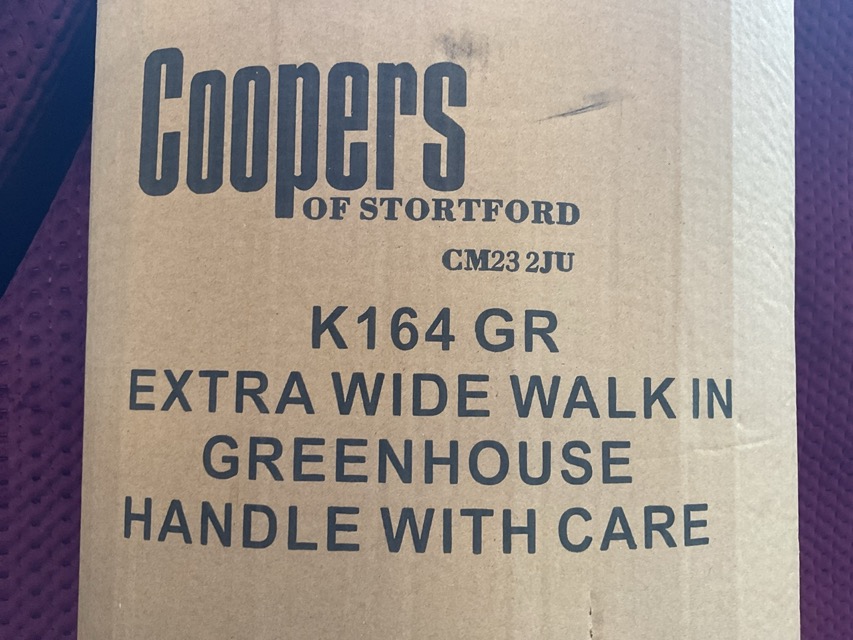 Coopers
OF STORTFORD
CM23 2JU
K164 GR
EXTRA WIDE WALK IN
GREENHOUSE
HANDLE WITH CARE